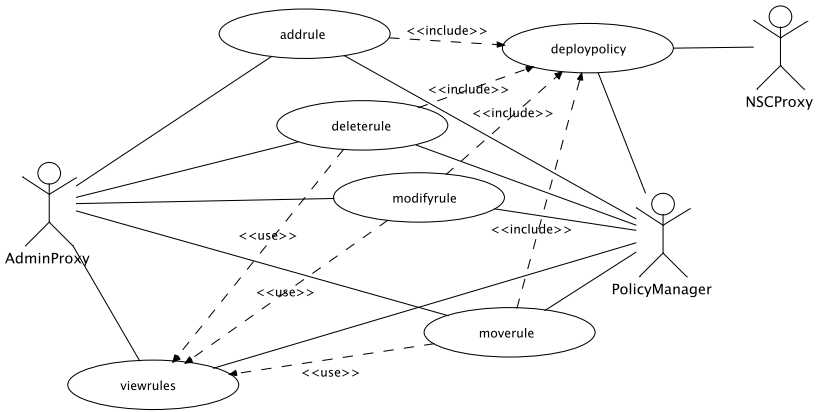 addrule
<<include>>
deploypolicy
NSCProxy
<<include>>
<<include>>
deleterule
modifyrule
<<use>>
<<include>>
AdminProxy
PolicyManager
<<use>>
moverule
<<use>>
viewrules